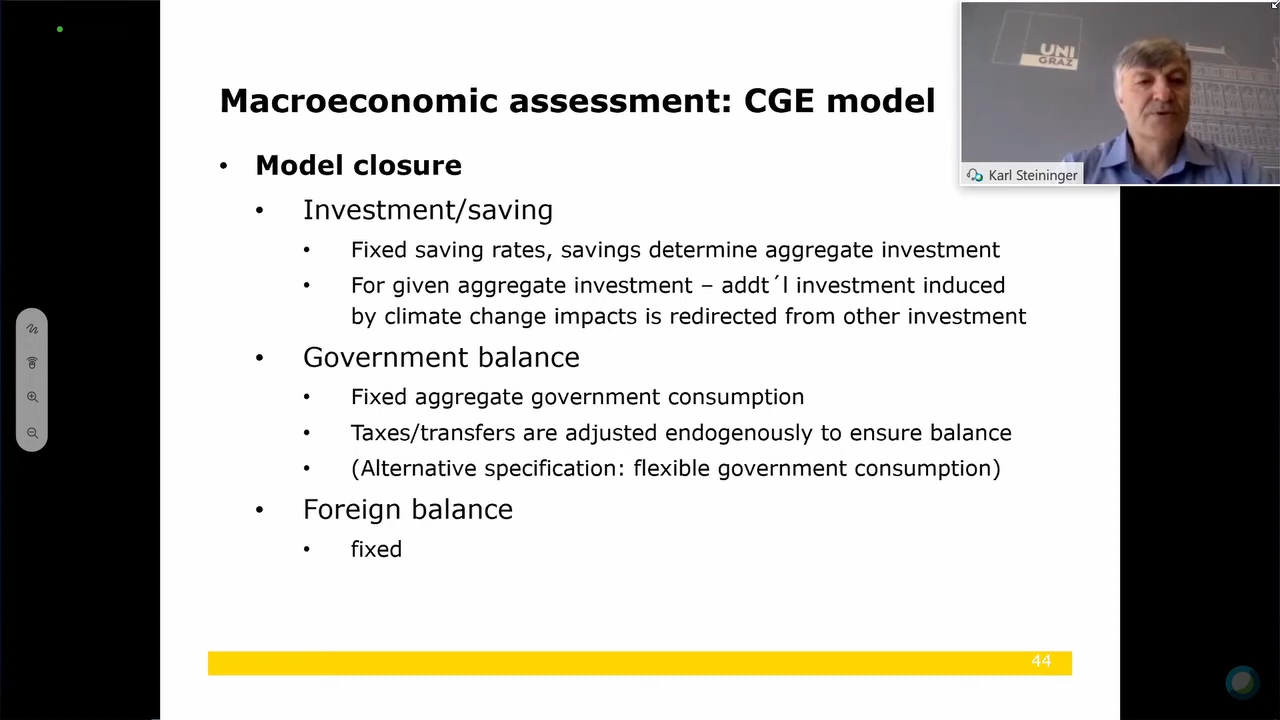 UNI
GRAZ
Karl Steininger
Macroeconomic assessment: CGE model
• Model closure
• Investment/saving
• Fixed saving rates, savings determine aggregate investment
• For given aggregate investment – addt´l investment induced
by climate change impacts is redirected from other investment
• Government balance
• Fixed aggregate government consumption
• Taxes/transfers are adjusted endogenously to ensure balance
• (Alternative specification: flexible government consumption)
• Foreign balance
• fixed
44